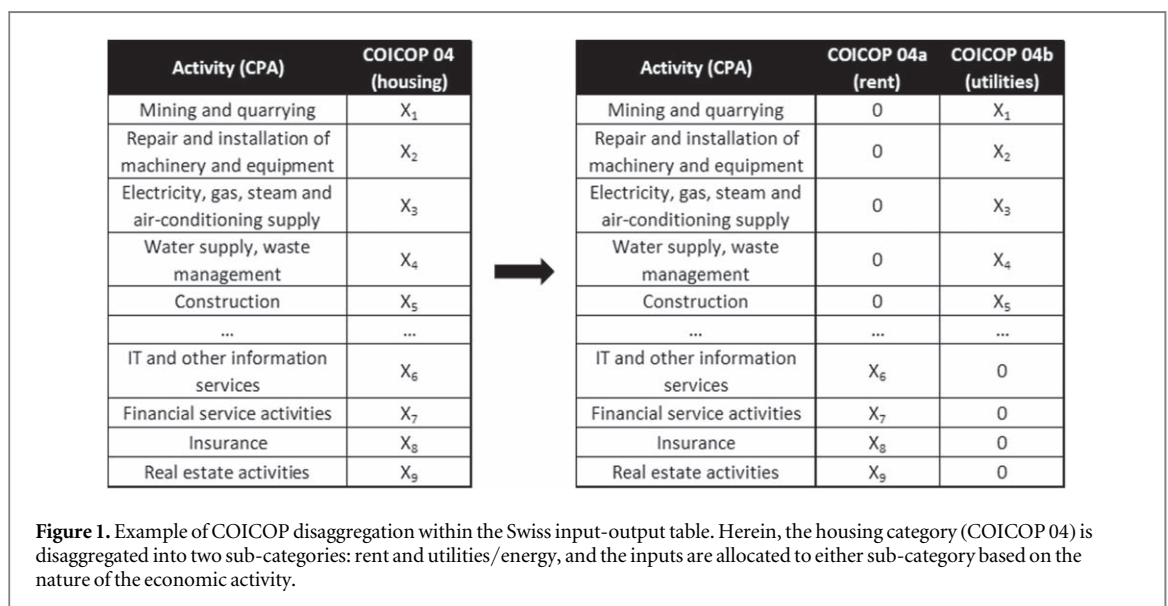 Activity (CPA) COICOP 04 (housing)
Mining and quarrying X₁
Repair and installation of machinery and equipment X₂
Electricity, gas, steam and air-conditioning supply X₃
Water supply, waste management X₄
Construction X₅
... ...
IT and other information services X₆
Financial service activities X₇
Insurance X₈
Real estate activities X₉
Activity (CPA) COICOP 04a (rent) COICOP 04b (utilities)
Mining and quarrying 0 X₁
Repair and installation of machinery and equipment 0 X₂
Electricity, gas, steam and air-conditioning supply 0 X₃
Water supply, waste management 0 X₄
Construction 0 X₅
... ... ...
IT and other information services X₆ 0
Financial service activities X₇ 0
Insurance X₈ 0
Real estate activities X₉ 0
Figure 1. Example of COICOP disaggregation within the Swiss input-output table. Herein, the housing category (COICOP 04) is
disaggregated into two sub-categories: rent and utilities/energy, and the inputs are allocated to either sub-category based on the
nature of the economic activity.